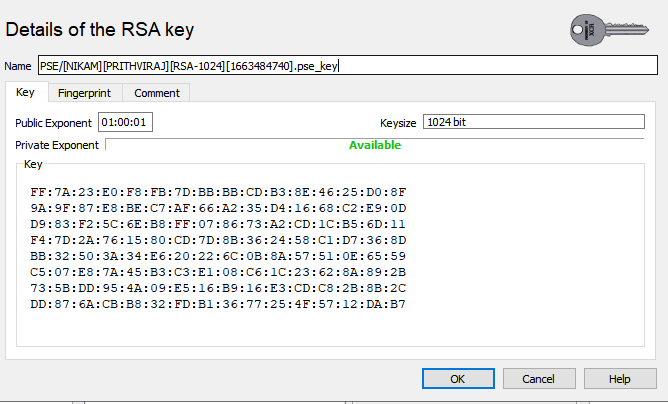 Details of the RSA key
Name PSE/[NIKAM][PRITHVIRAJ][RSA-1024][1663484740].pse_key
Key Fingerprint Comment
Public Exponent 01:00:01 Keysize 1024 bit
Private Exponent Available
Key
FF:7A:23:E0:F8:FB:7D:BB:BB:CD:B3:8E:46:25:D0:8F
9A:9F:87:E8:BE:C7:AF:66:A2:35:D4:16:68:C2:E9:0D
D9:83:F2:5C:6E:B8:FF:07:86:73:A2:CD:1C:B5:6D:11
F4:7D:2A:76:15:80:CD:7D:8B:36:24:58:C1:D7:36:8D
BB:32:50:3A:34:E6:20:22:6C:0B:8A:57:51:0E:65:59
C5:07:E8:7A:45:B3:C3:E1:08:C6:1C:23:62:8A:89:2B
73:5B:DD:95:4A:09:E5:16:B9:16:E3:CD:C8:2B:8B:2C
DD:87:6A:CB:B8:32:FD:B1:36:77:25:4F:57:12:DA:B7
OK Cancel Help